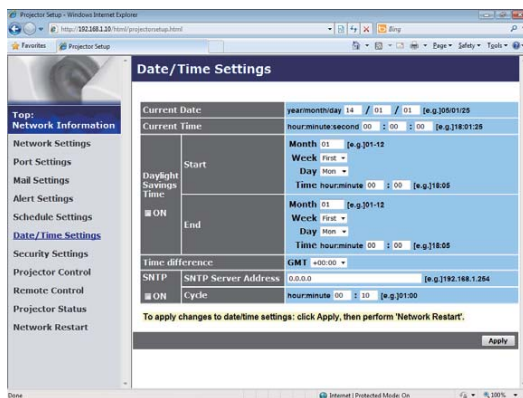 Projector Setup - Windows Internet Explorer
http://192.168.1.10/html/projectorsetup.html
Bing
Favorites Projector Setup Page Safety Tools
Date/Time Settings
Top:
Network Information
Network Settings
Port Settings
Mail Settings
Alert Settings
Schedule Settings
Date/Time Settings
Security Settings
Projector Control
Remote Control
Projector Status
Network Restart
Current Date year/month/day 14 / 01 / 01 [e.g.]05/01/25
Current Time hour:minute:second 00 : 00 : 00 [e.g.]18:01:25
Daylight Savings Time
ON
Start
Month 01 [e.g.]01-12
Week First
Day Mon
Time hour:minute 00 : 00 [e.g.]18:05
End
Month 01 [e.g.]01-12
Week First
Day Mon
Time hour:minute 00 : 00 [e.g.]18:05
Time difference GMT +00:00
SNTP
ON
SNTP Server Address 0.0.0.0 [e.g.]192.168.1.254
Cycle hour:minute 00 : 10 [e.g.]01:00
To apply changes to date/time settings: click Apply, then perform 'Network Restart'.
Apply
Done Internet | Protected Mode: On 100%